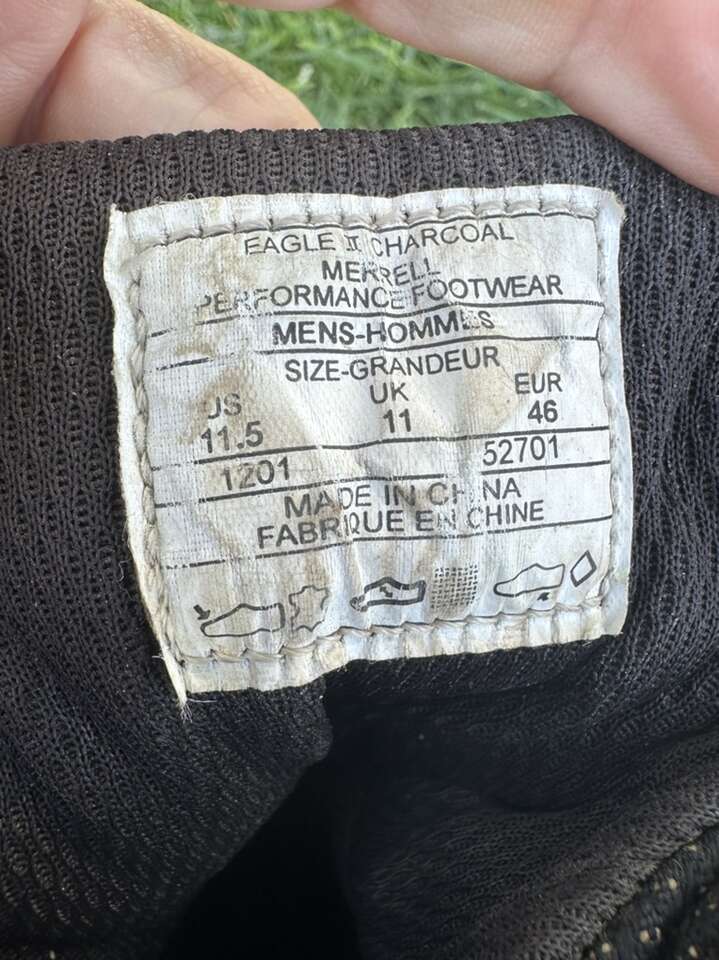 EAGLE II CHARCOAL
MERRELL
PERFORMANCE FOOTWEAR
MENS-HOMMES
SIZE-GRANDEUR
US UK EUR
11.5 11 46
1201 52701
MADE IN CHINA
FABRIQUE EN CHINE